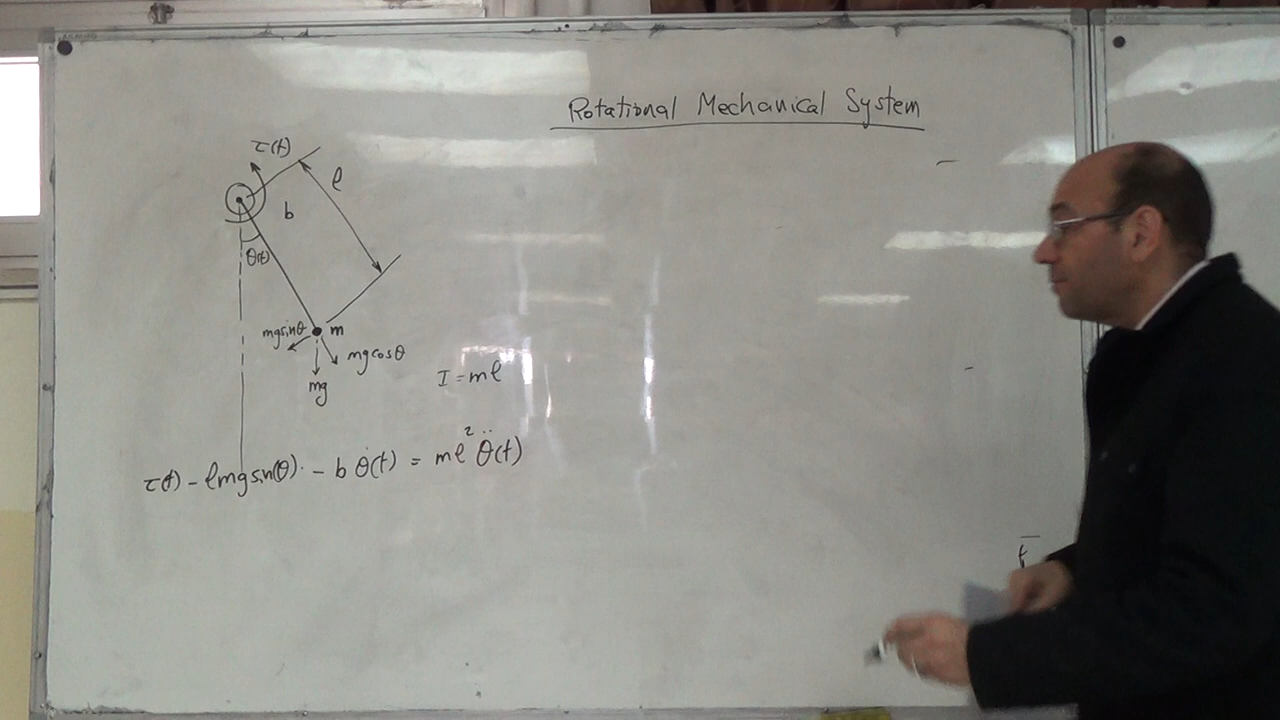 Rotational Mechanical System
τ(t)
l
b
θ(t)
mgsinθ
m
mgcosθ
mg
I = ml
τ(t) - lmgsin(θ) - b θ̇(t) = ml² θ̈(t)